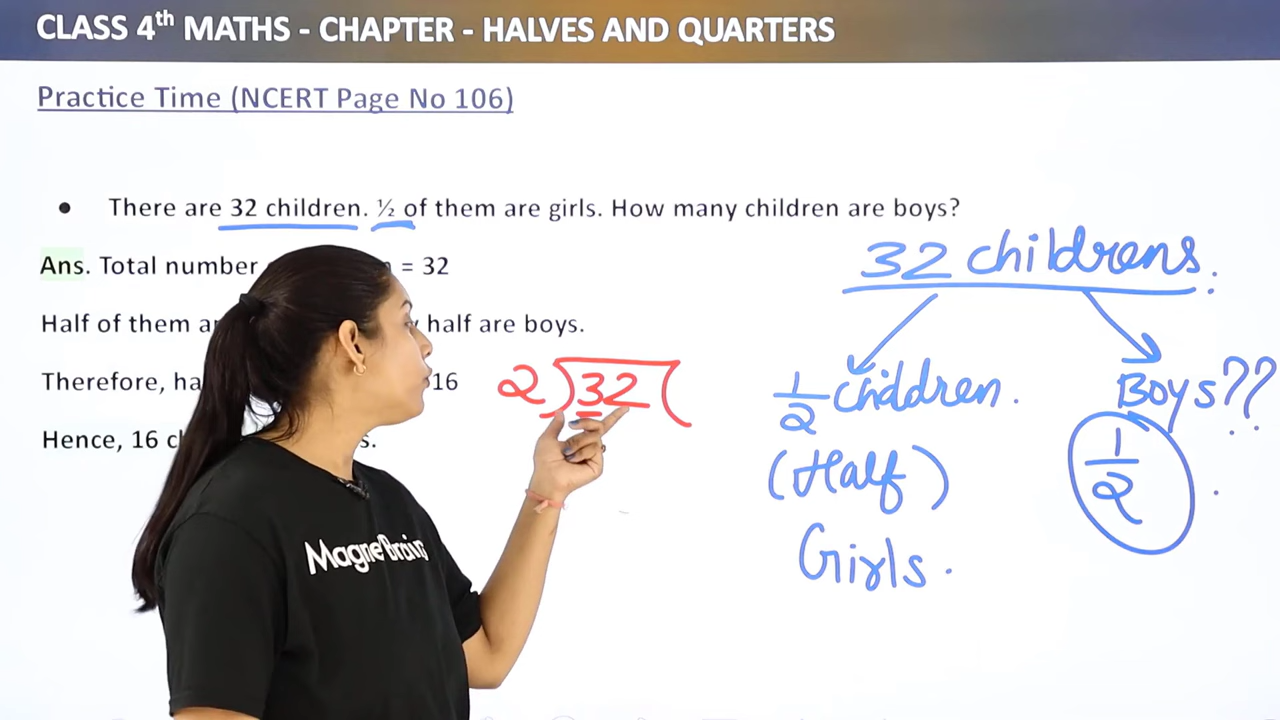 CLASS 4th MATHS - CHAPTER - HALVES AND QUARTERS
Practice Time (NCERT Page No 106)
• There are 32 children. ½ of them are girls. How many children are boys?
Ans. Total number = 32
Half of them half are boys.
Therefore, 16
Hence, 16
32 childrens.
1/2 children.
(Half)
Girls.
Boys??
1/2
2)32(
MagnetBrains